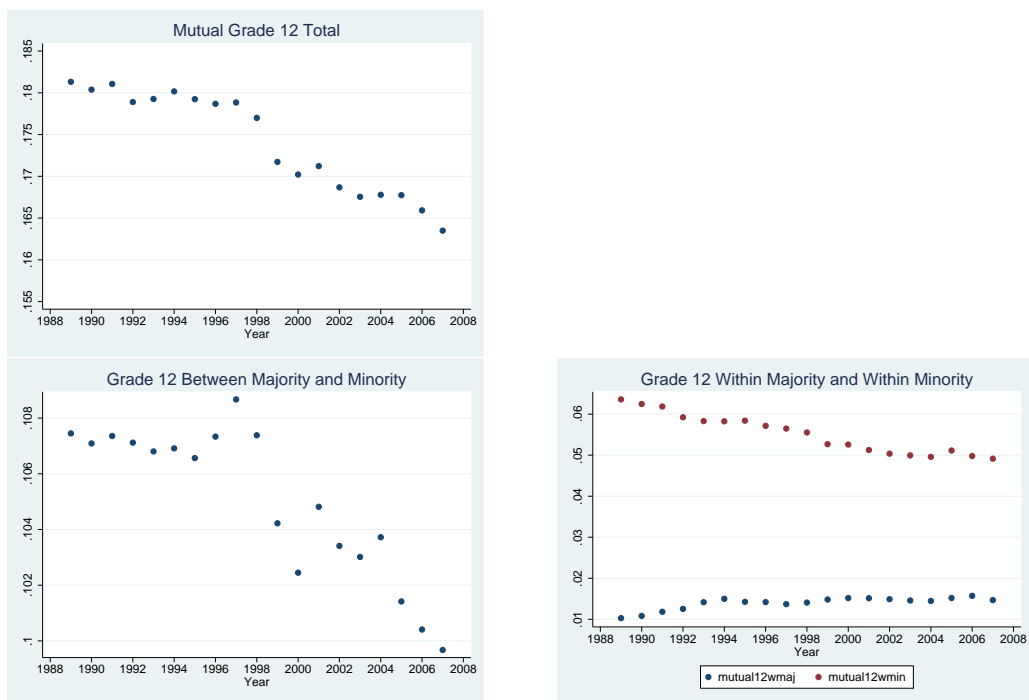 Mutual Grade 12 Total
.185
.18
.175
.17
.165
.16
.155
1988 1990 1992 1994 1996 1998 2000 2002 2004 2006 2008
Year
Grade 12 Between Majority and Minority
.108
.106
.104
.102
.1
1988 1990 1992 1994 1996 1998 2000 2002 2004 2006 2008
Year
Grade 12 Within Majority and Within Minority
.06
.05
.04
.03
.02
.01
1988 1990 1992 1994 1996 1998 2000 2002 2004 2006 2008
Year
mutual12wmaj mutual12wmin